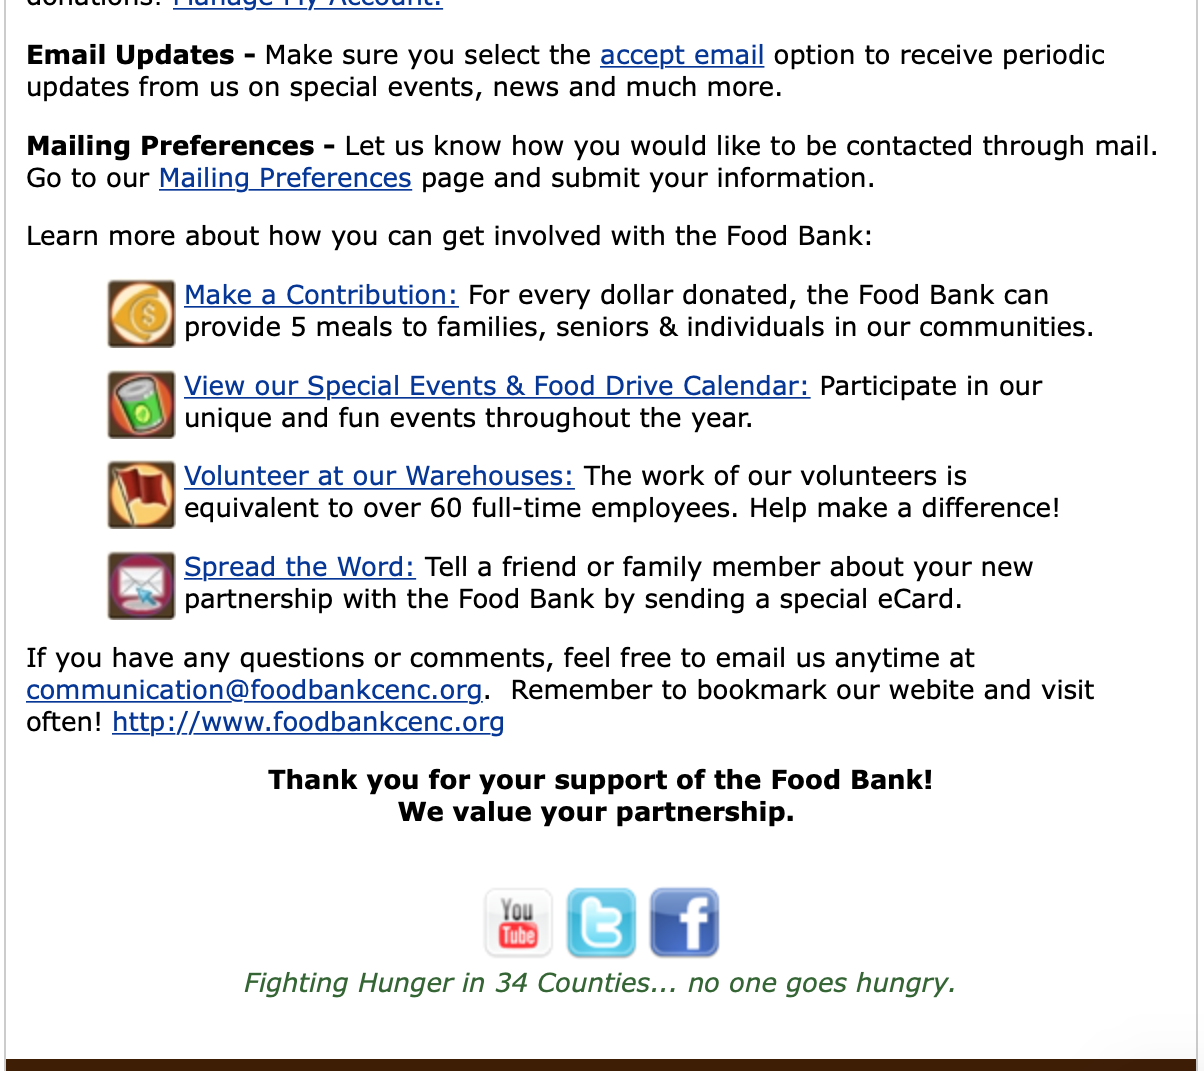 donations! Manage My Account.
Email Updates - Make sure you select the accept email option to receive periodic
updates from us on special events, news and much more.
Mailing Preferences - Let us know how you would like to be contacted through mail.
Go to our Mailing Preferences page and submit your information.
Learn more about how you can get involved with the Food Bank:
Make a Contribution: For every dollar donated, the Food Bank can
provide 5 meals to families, seniors & individuals in our communities.
View our Special Events & Food Drive Calendar: Participate in our
unique and fun events throughout the year.
Volunteer at our Warehouses: The work of our volunteers is
equivalent to over 60 full-time employees. Help make a difference!
Spread the Word: Tell a friend or family member about your new
partnership with the Food Bank by sending a special eCard.
If you have any questions or comments, feel free to email us anytime at
communication@foodbankcenc.org.  Remember to bookmark our webite and visit
often! http://www.foodbankcenc.org
Thank you for your support of the Food Bank!
We value your partnership.
You
Tube
Fighting Hunger in 34 Counties... no one goes hungry.